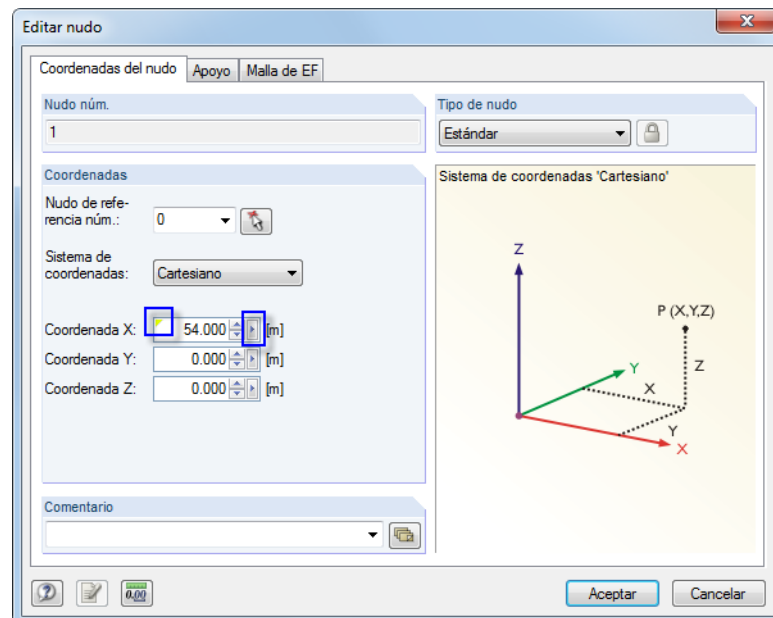 Editar nudo
Coordenadas del nudo Apoyo Malla de EF
Nudo núm.
1
Tipo de nudo
Estándar
Coordenadas
Nudo de refe-
rencia núm.: 0
Sistema de
coordenadas: Cartesiano
Coordenada X: 54.000 [m]
Coordenada Y: 0.000 [m]
Coordenada Z: 0.000 [m]
Sistema de coordenadas 'Cartesiano'
Z
P (X,Y,Z)
Y
Z
X
Y
X
Comentario
0,00
Aceptar Cancelar